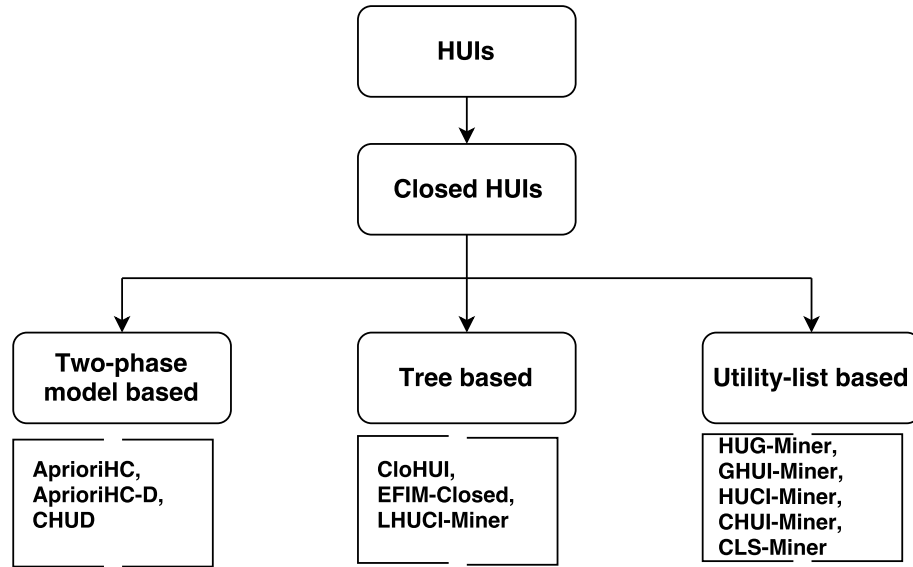 HUIs
Closed HUIs
Two-phase
model based
Tree based
Utility-list based
AprioriHC,
AprioriHC-D,
CHUD
CloHUI,
EFIM-Closed,
LHUCI-Miner
HUG-Miner,
GHUI-Miner,
HUCI-Miner,
CHUI-Miner,
CLS-Miner